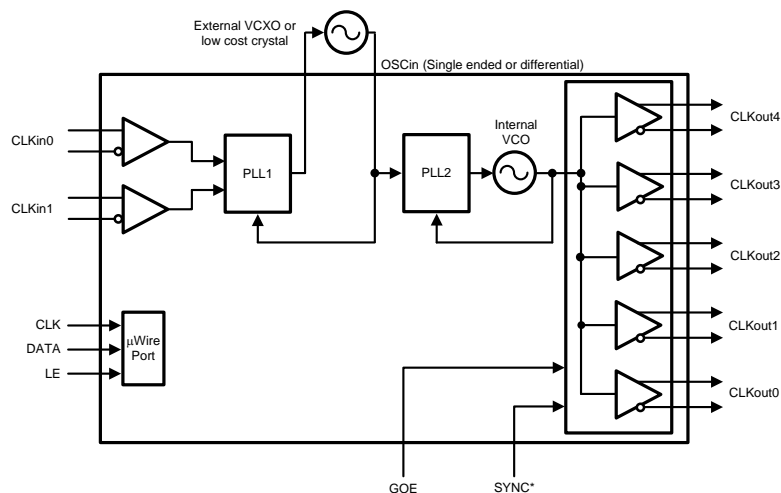 External VCXO or
low cost crystal
OSCin (Single ended or differential)
CLKin0
CLKin1
PLL1
PLL2
Internal
VCO
CLKout4
CLKout3
CLKout2
CLKout1
CLKout0
CLK
DATA
LE
µWire
Port
GOE
SYNC*